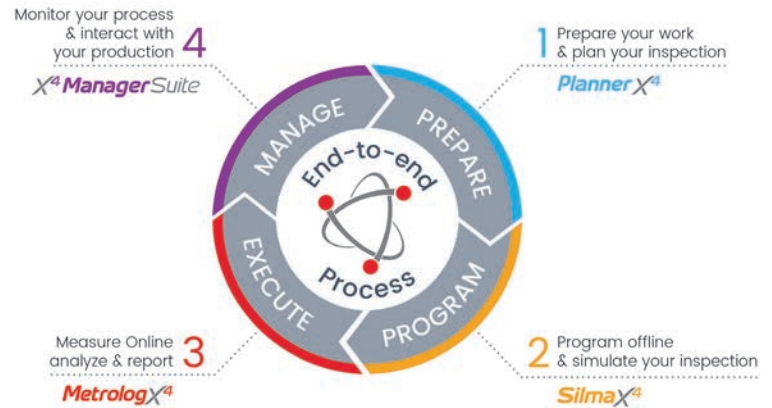 Monitor your process
& interact with
your production
4
X4 ManagerSuite
1
Prepare your work
& plan your inspection
PlannerX4
MANAGE
PREPARE
End-to-end
Process
EXECUTE
PROGRAM
Measure Online
analyze & report
3
MetrologX4
2
Program offline
& simulate your inspection
SilmaX4